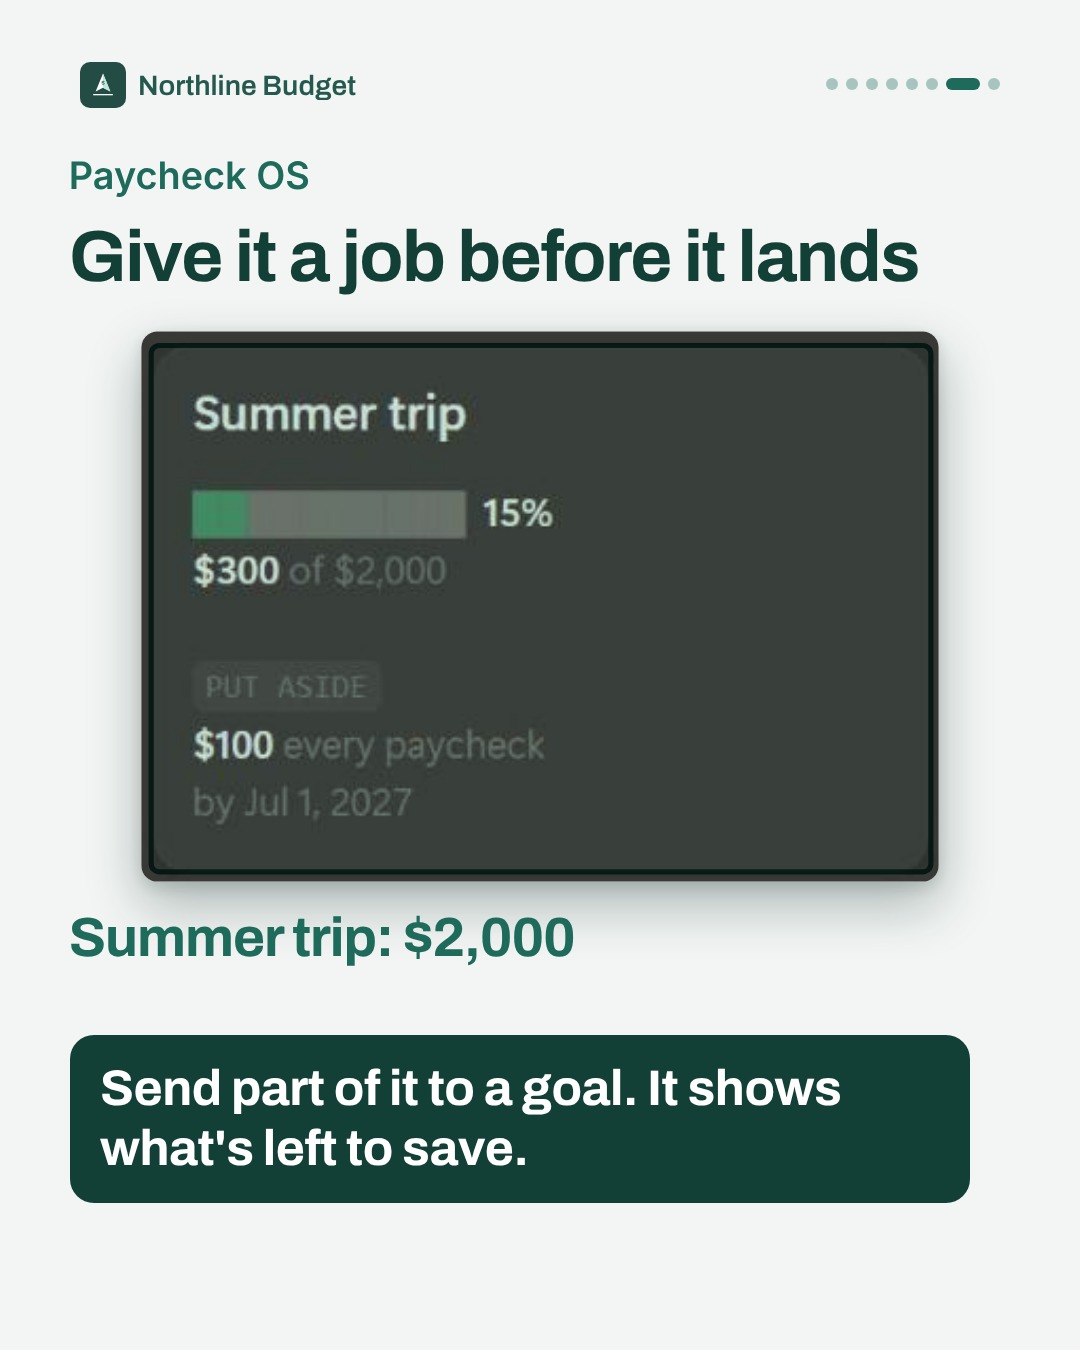 Northline Budget
Paycheck OS
Give it a job before it lands
Summer trip
15%
$300 of $2,000
PUT ASIDE
$100 every paycheck
by Jul 1, 2027
Summer trip: $2,000
Send part of it to a goal. It shows
what's left to save.